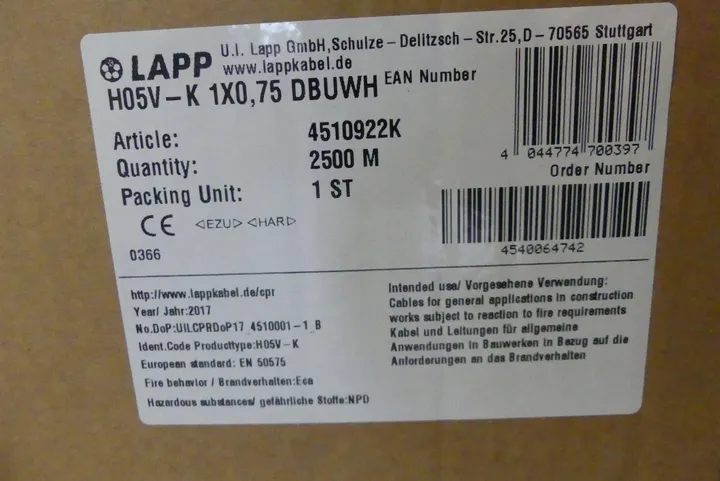 LAPP
U.I. Lapp GmbH,Schulze - Delitzsch - Str.25,D - 70565 Stuttgart
www.lappkabel.de
H05V-K 1X0,75 DBUWH
EAN Number
Article: 4510922K
Quantity: 2500 M
Packing Unit: 1 ST
4 044774 700397
Order Number
CE ◁EZU▷ ◁HAR▷
4540064742
0366
http://www.lappkabel.de/cpr
Year/ Jahr:2017
No.DoP:UILCPRDoP17_4510001-1_B
Ident.Code Producttype:H05V-K
European standard: EN 50575
Fire behavior / Brandverhalten:Eca
Hazardous substances/ gefährliche Stoffe:NPD
Intended use/ Vorgesehene Verwendung:
Cables for general applications in construction
works subject to reaction to fire requirements
Kabel und Leitungen für allgemeine
Anwendungen in Bauwerken in Bezug auf die
Anforderungen an das Brandverhalten